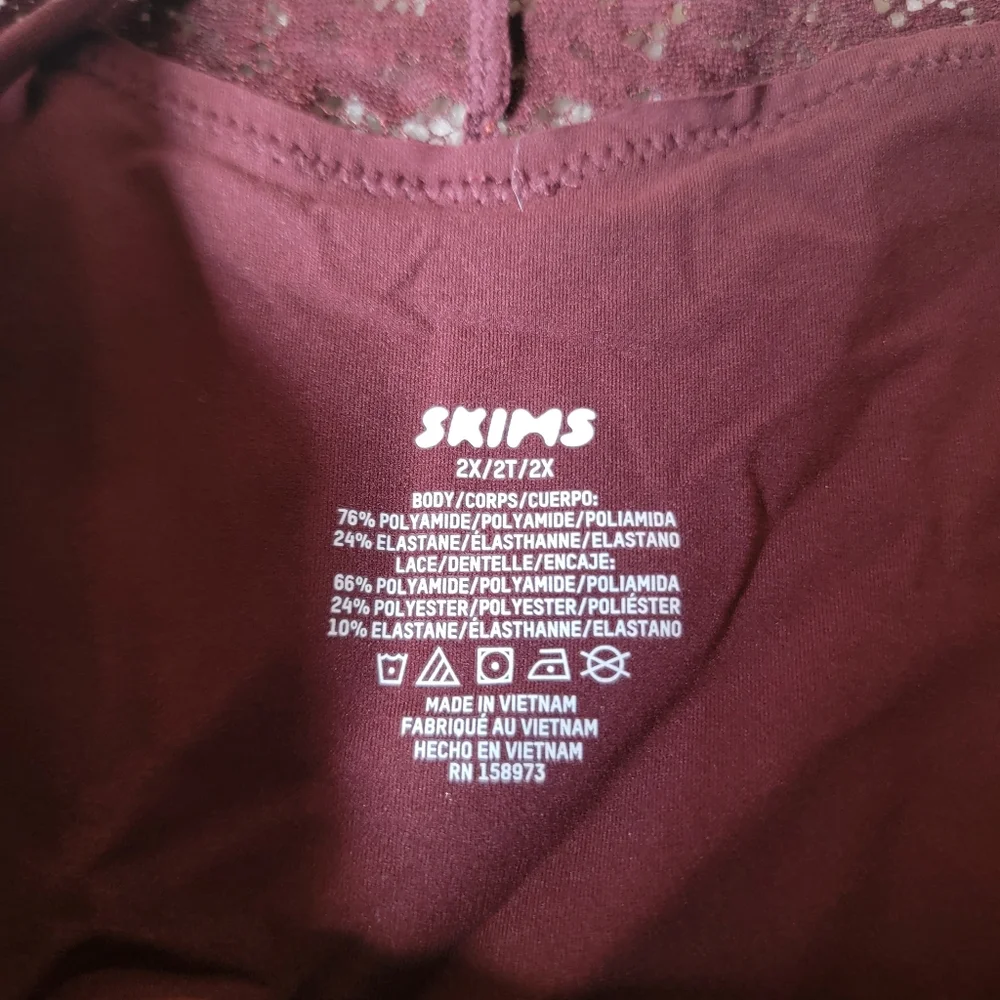 SKIMS
2X/2T/2X
BODY/CORPS/CUERPO:
76% POLYAMIDE/POLYAMIDE/POLIAMIDA
24% ELASTANE/ÉLASTHANNE/ELASTANO
LACE/DENTELLE/ENCAJE:
66% POLYAMIDE/POLYAMIDE/POLIAMIDA
24% POLYESTER/POLYESTER/POLIÉSTER
10% ELASTANE/ÉLASTHANNE/ELASTANO
MADE IN VIETNAM
FABRIQUÉ AU VIETNAM
HECHO EN VIETNAM
RN 158973